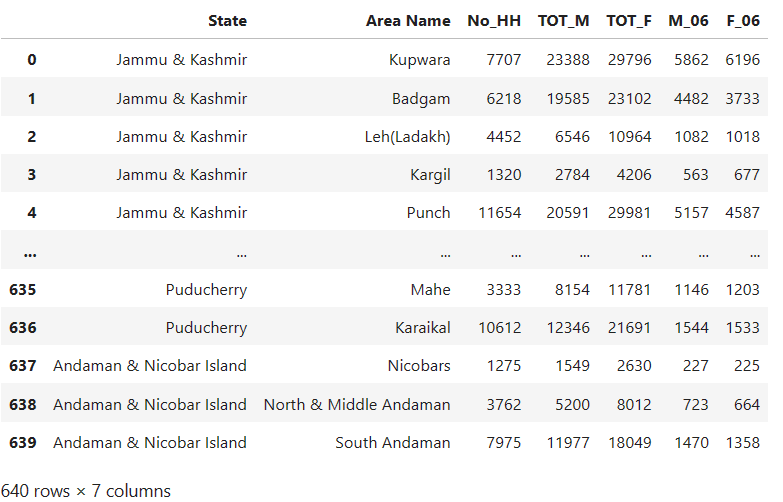 State Area Name No_HH TOT_M TOT_F M_06 F_06
0 Jammu & Kashmir Kupwara 7707 23388 29796 5862 6196
1 Jammu & Kashmir Badgam 6218 19585 23102 4482 3733
2 Jammu & Kashmir Leh(Ladakh) 4452 6546 10964 1082 1018
3 Jammu & Kashmir Kargil 1320 2784 4206 563 677
4 Jammu & Kashmir Punch 11654 20591 29981 5157 4587
... ... ... ... ... ... ... ...
635 Puducherry Mahe 3333 8154 11781 1146 1203
636 Puducherry Karaikal 10612 12346 21691 1544 1533
637 Andaman & Nicobar Island Nicobars 1275 1549 2630 227 225
638 Andaman & Nicobar Island North & Middle Andaman 3762 5200 8012 723 664
639 Andaman & Nicobar Island South Andaman 7975 11977 18049 1470 1358
640 rows × 7 columns